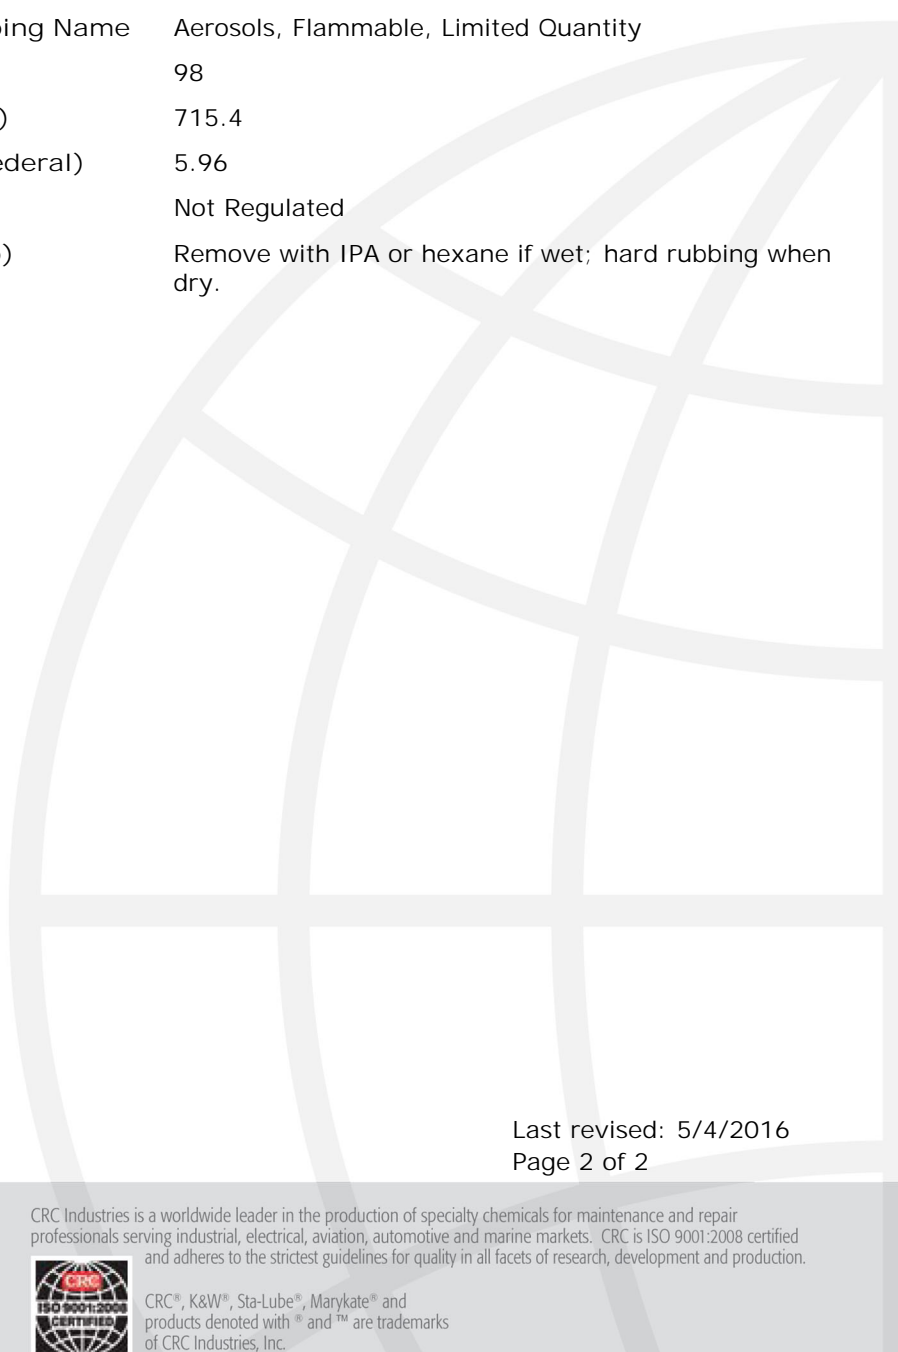 ping Name Aerosols, Flammable, Limited Quantity
98
) 715.4
ederal) 5.96
Not Regulated
) Remove with IPA or hexane if wet; hard rubbing when
dry.
Last revised: 5/4/2016
Page 2 of 2
CRC Industries is a worldwide leader in the production of specialty chemicals for maintenance and repair
professionals serving industrial, electrical, aviation, automotive and marine markets. CRC is ISO 9001:2008 certified
and adheres to the strictest guidelines for quality in all facets of research, development and production.
CRC
ISO 9001:2008
CERTIFIED
CRC®, K&W®, Sta-Lube®, Marykate® and
products denoted with ® and ™ are trademarks
of CRC Industries, Inc.